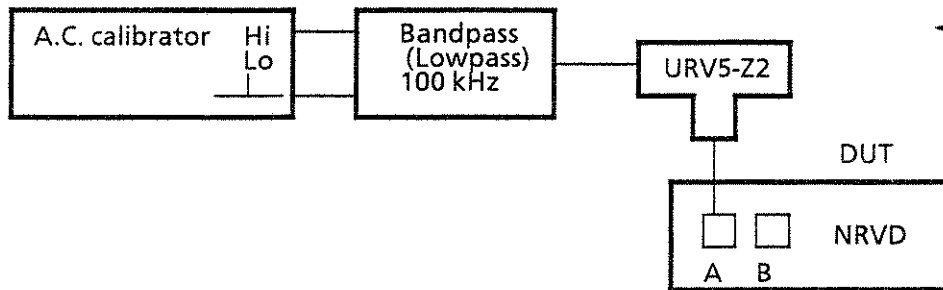 A.C. calibrator
Hi
Lo
Bandpass
(Lowpass)
100 kHz
URV5-Z2
DUT
NRVD
A
B